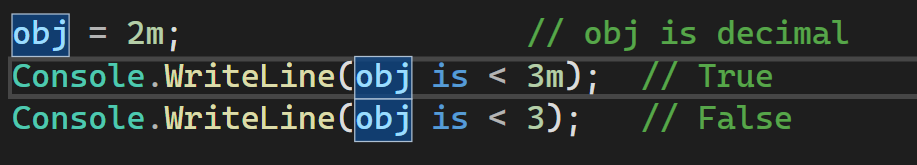 obj = 2m;                 // obj is decimal
Console.WriteLine(obj is < 3m);  // True
Console.WriteLine(obj is < 3);   // False